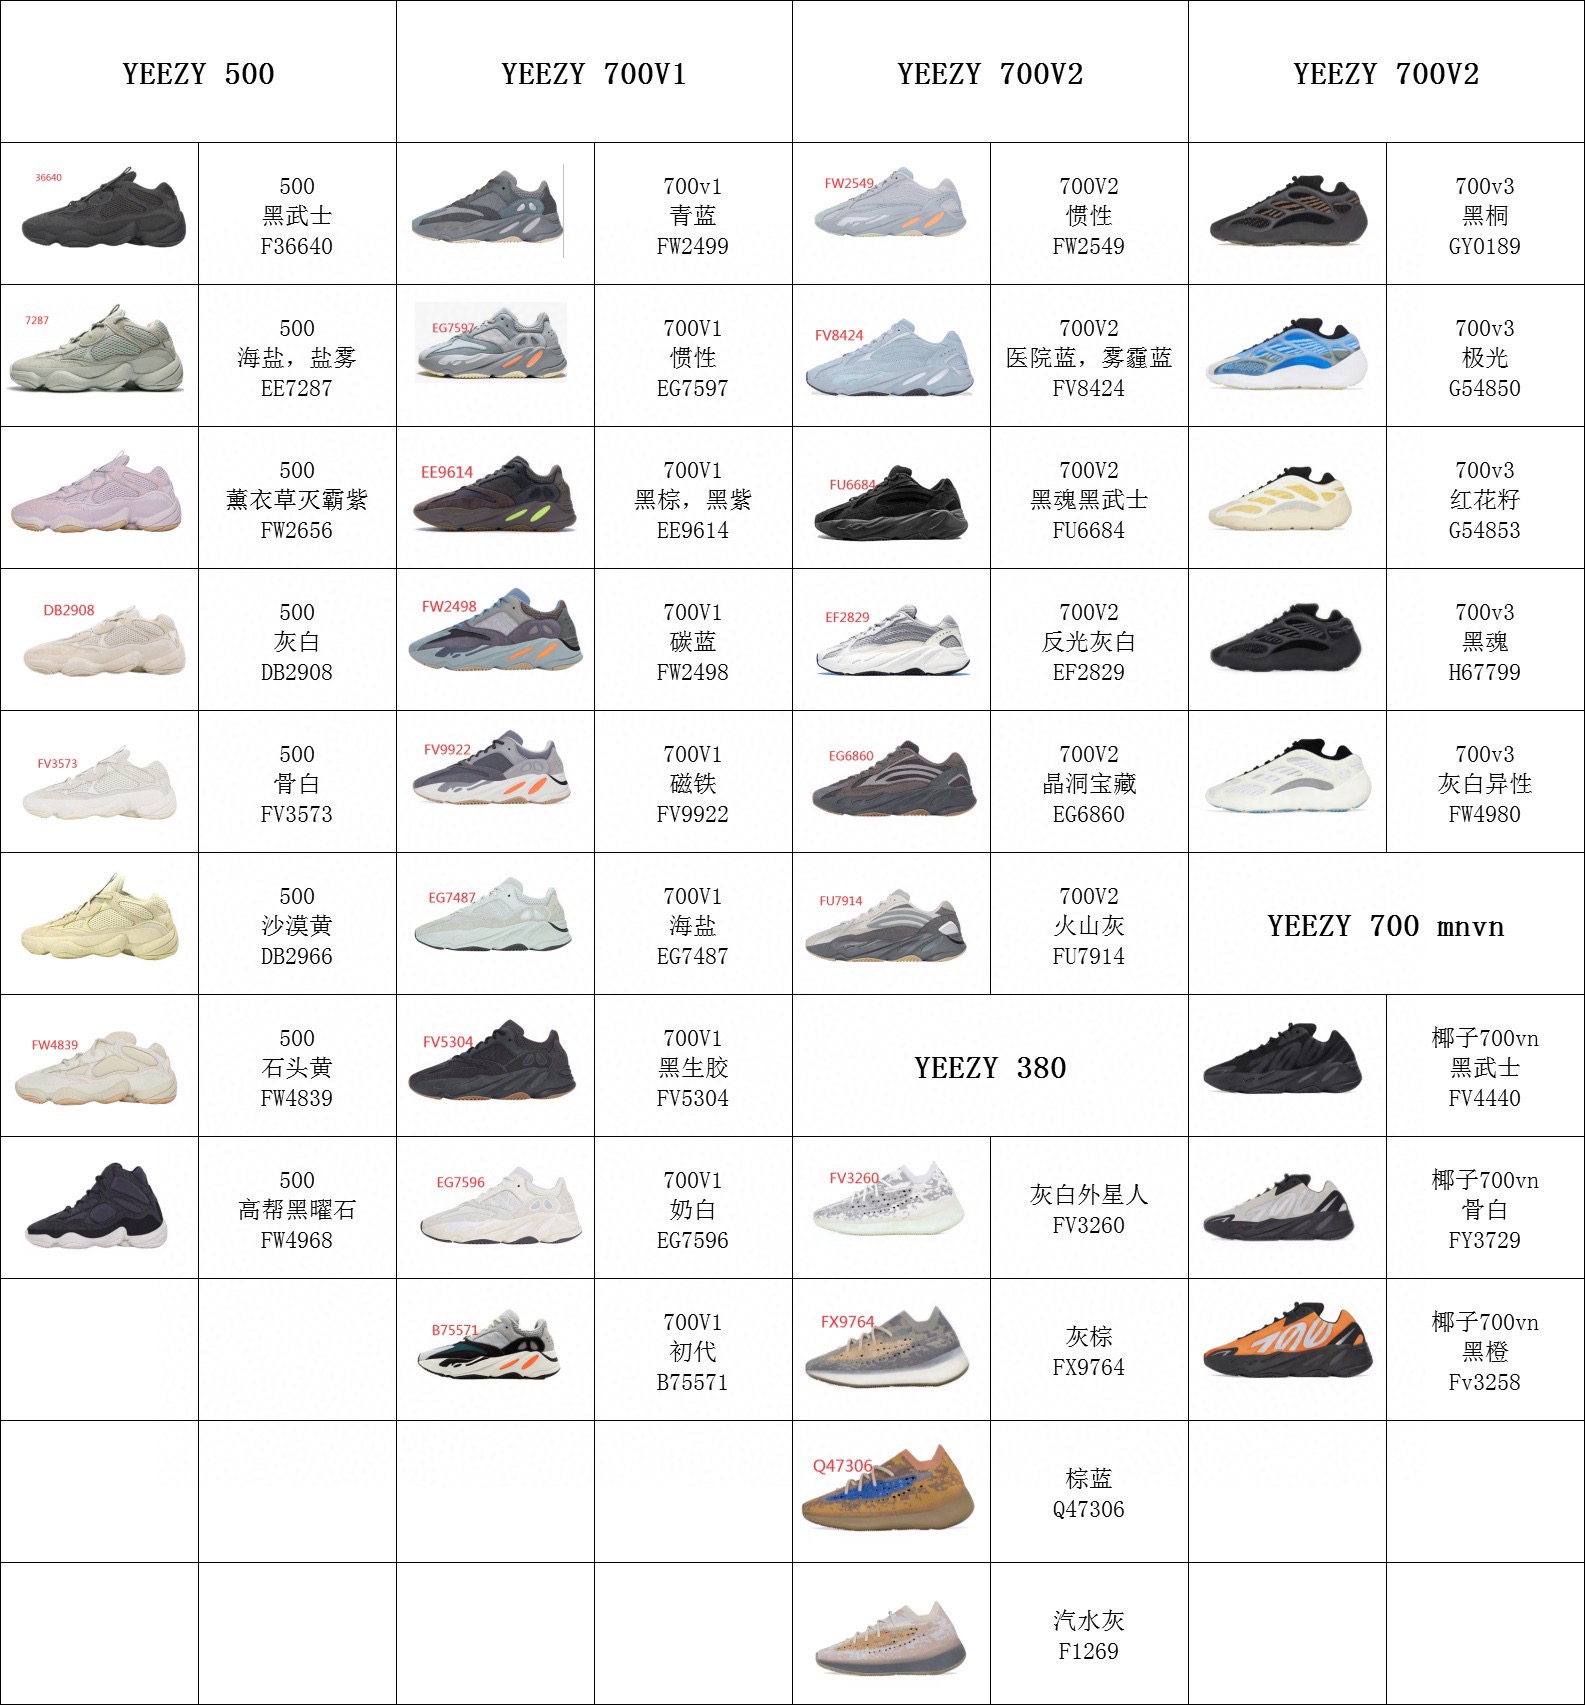 YEEZY 500
YEEZY 700V1
YEEZY 700V2
YEEZY 700V2
36640
500
黑武士
F36640
700v1
青蓝
FW2499
FW2549
700V2
惯性
FW2549
700v3
黑桐
GY0189
7287
500
海盐，盐雾
EE7287
EG7597
700V1
惯性
EG7597
FV8424
700V2
医院蓝，雾霾蓝
FV8424
700v3
极光
G54850
500
薰衣草灭霸紫
FW2656
EE9614
700V1
黑棕，黑紫
EE9614
FU6684
700V2
黑魂黑武士
FU6684
700v3
红花籽
G54853
DB2908
500
灰白
DB2908
FW2498
700V1
碳蓝
FW2498
EF2829
700V2
反光灰白
EF2829
700v3
黑魂
H67799
FV3573
500
骨白
FV3573
FV9922
700V1
磁铁
FV9922
EG6860
700V2
晶洞宝藏
EG6860
700v3
灰白异性
FW4980
500
沙漠黄
DB2966
EG7487
700V1
海盐
EG7487
FU7914
700V2
火山灰
FU7914
YEEZY 700 mnvn
FW4839
500
石头黄
FW4839
FV5304
700V1
黑生胶
FV5304
YEEZY 380
椰子700vn
黑武士
FV4440
500
高帮黑曜石
FW4968
EG7596
700V1
奶白
EG7596
FV3260
灰白外星人
FV3260
椰子700vn
骨白
FY3729
B75571
700V1
初代
B75571
FX9764
灰棕
FX9764
椰子700vn
黑橙
Fv3258
Q47306
棕蓝
Q47306
汽水灰
F1269